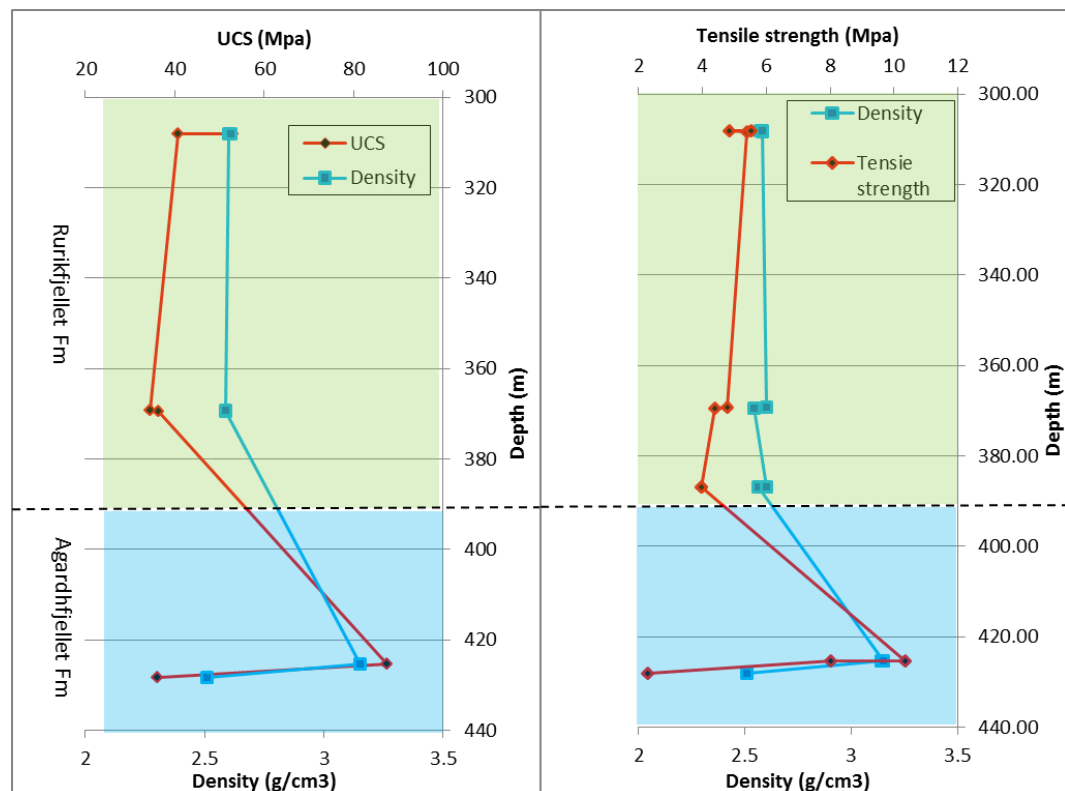 UCS (Mpa)
20 40 60 80 100
300
320
340
360
380
400
420
440
Depth (m)
UCS
Density
Rurikfjellet Fm
Agardhfjellet Fm
2 2.5 3 3.5
Density (g/cm3)
Tensile strength (Mpa)
2 4 6 8 10 12
300.00
320.00
340.00
360.00
380.00
400.00
420.00
440.00
Depth (m)
Density
Tensie
strength
2 2.5 3 3.5
Density (g/cm3)